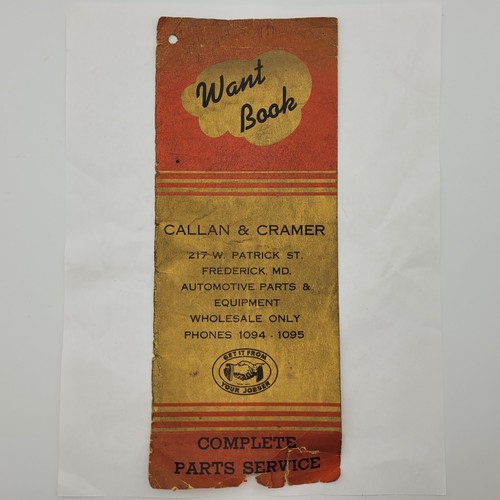 Want
Book
CALLAN & CRAMER
217 W. PATRICK ST.
FREDERICK, MD.
AUTOMOTIVE PARTS &
EQUIPMENT
WHOLESALE ONLY
PHONES 1094 - 1095
GET IT FROM
YOUR JOBBER
COMPLETE
PARTS SERVICE